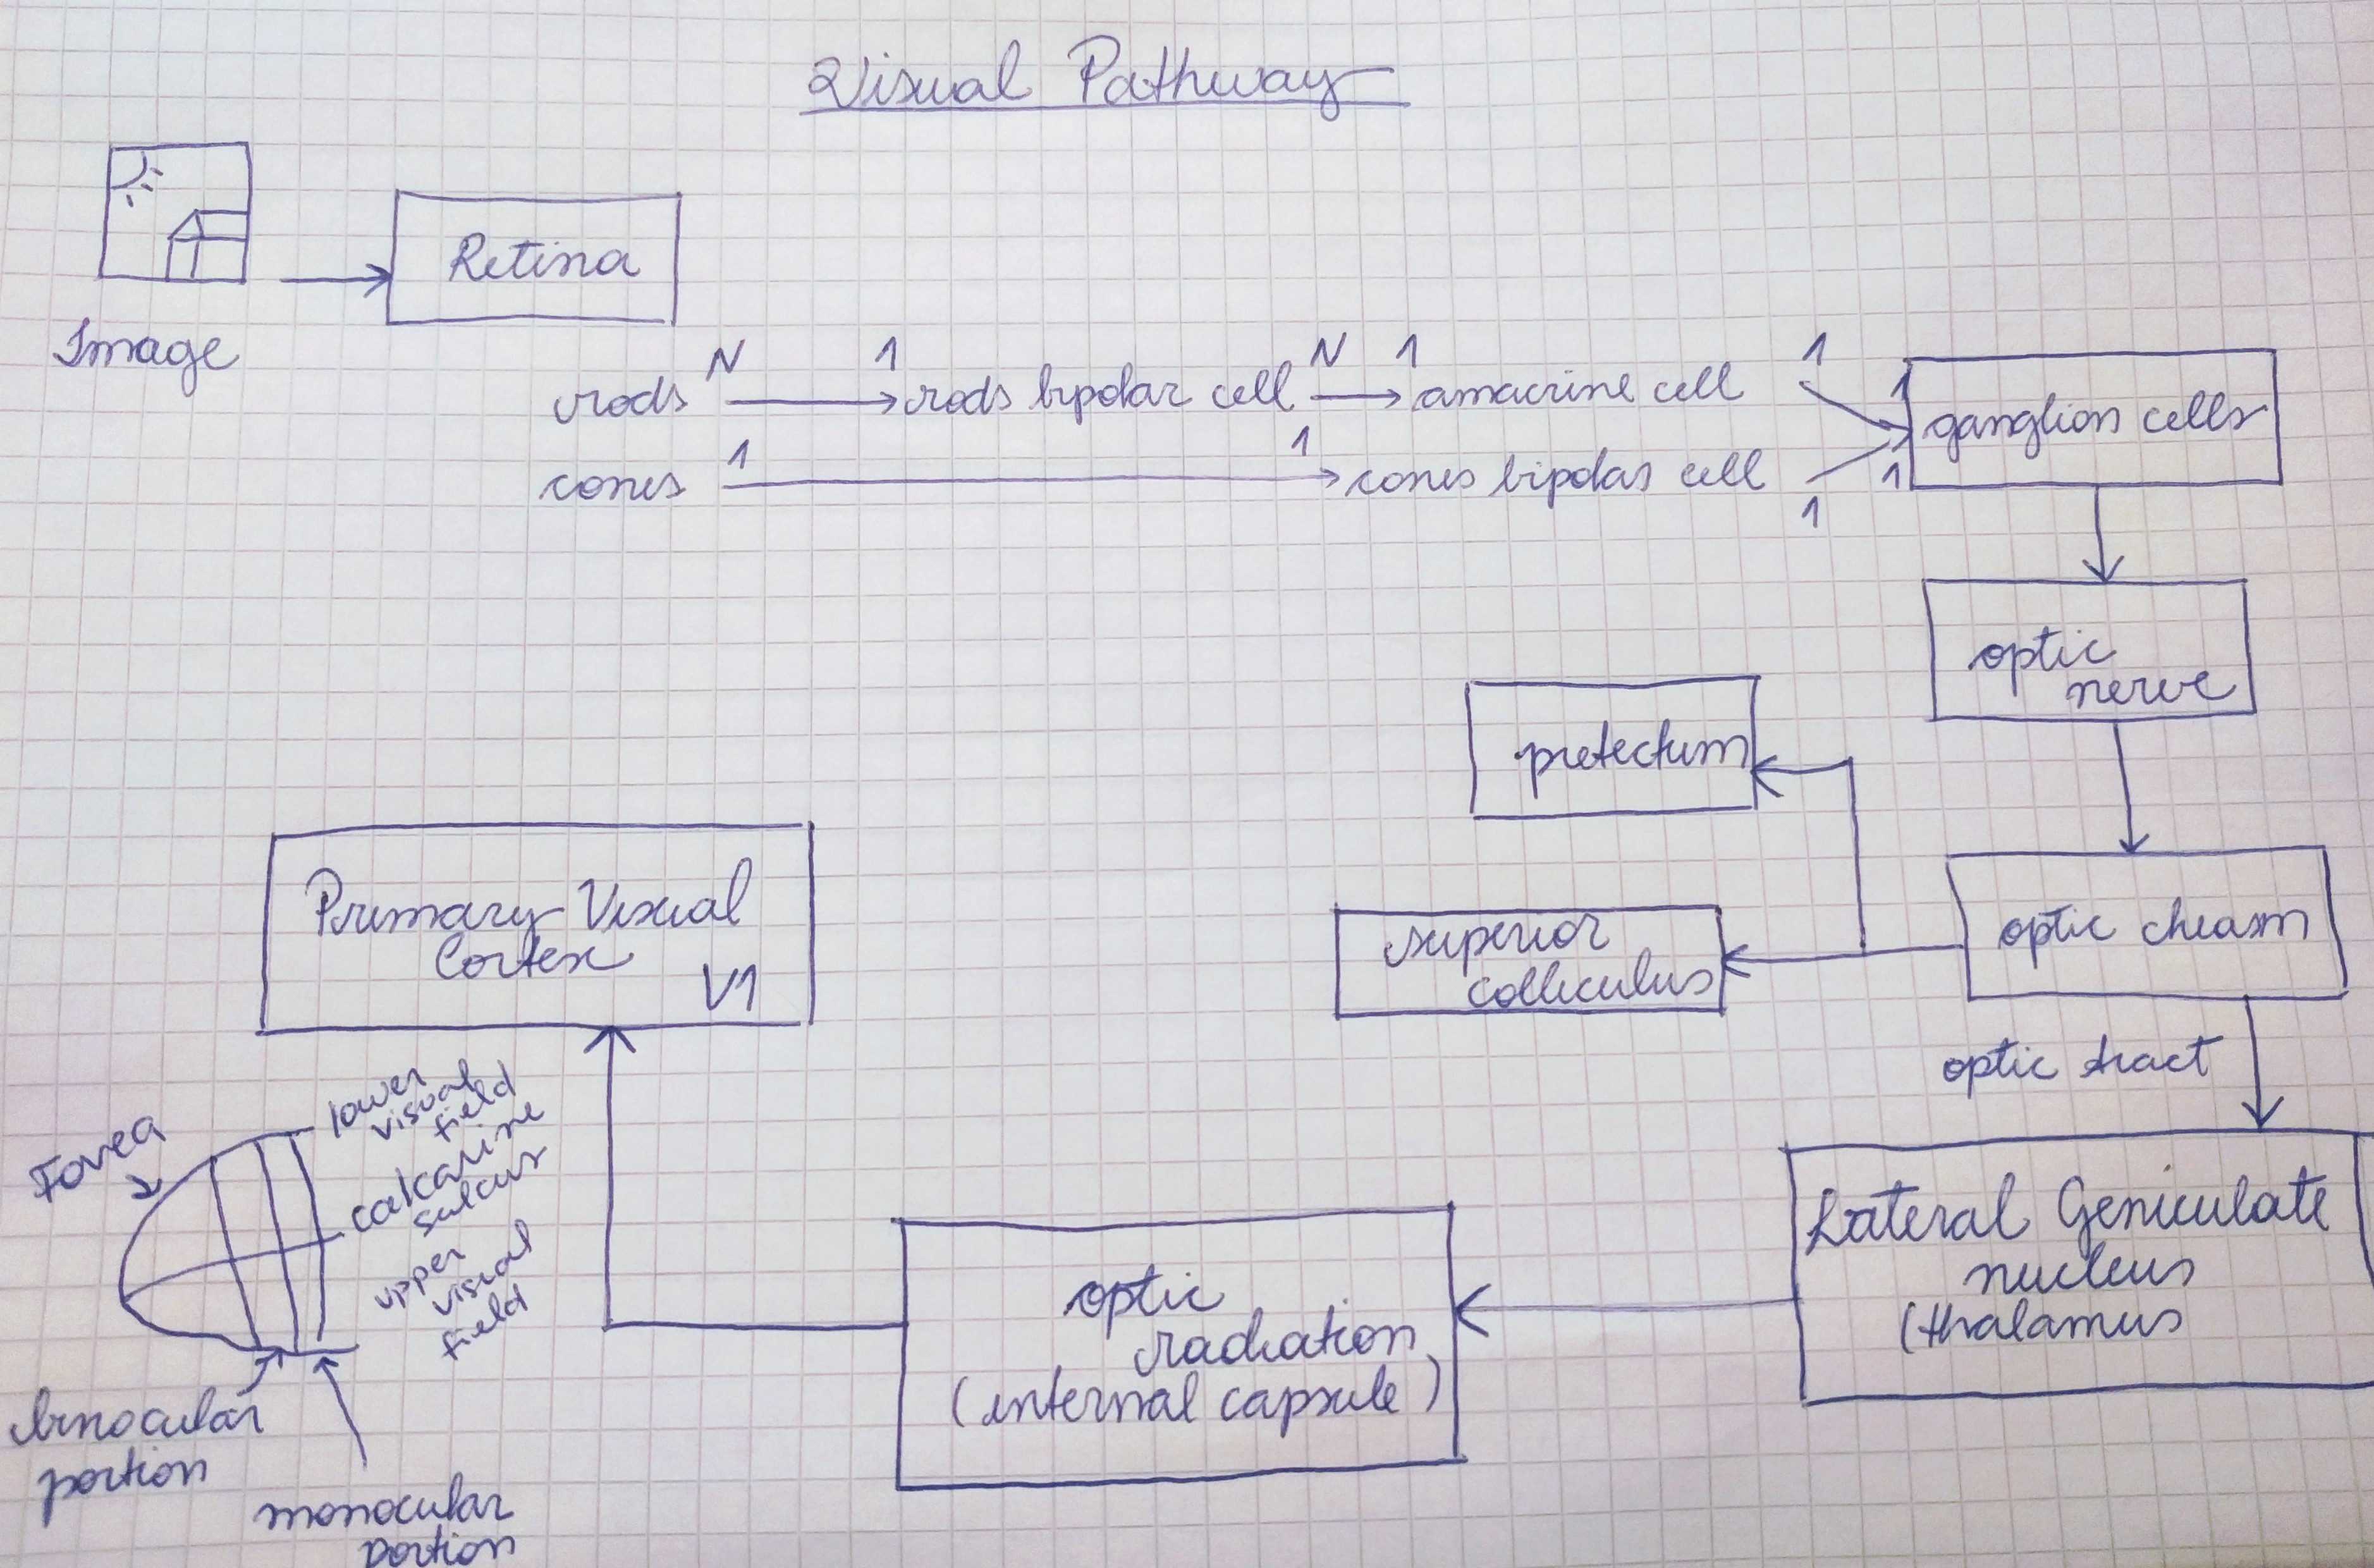 Visual Pathway
Image
Retina
N 1 N 1 1
rods rods bipolar cell amacrine cell
1
ganglion cells
1 1
cones cones bipolas cell
1
1
optic
nerve
pretectum
Primary Visual
Cortex
V1
superior
colliculus
optic chiasm
optic tract
Fovea
lower
visual
field
calcarine
sulcus
upper
visual
field
binocular
portion
monocular
portion
optic
radiation
(internal capsule)
Lateral Geniculate
nucleus
(thalamus